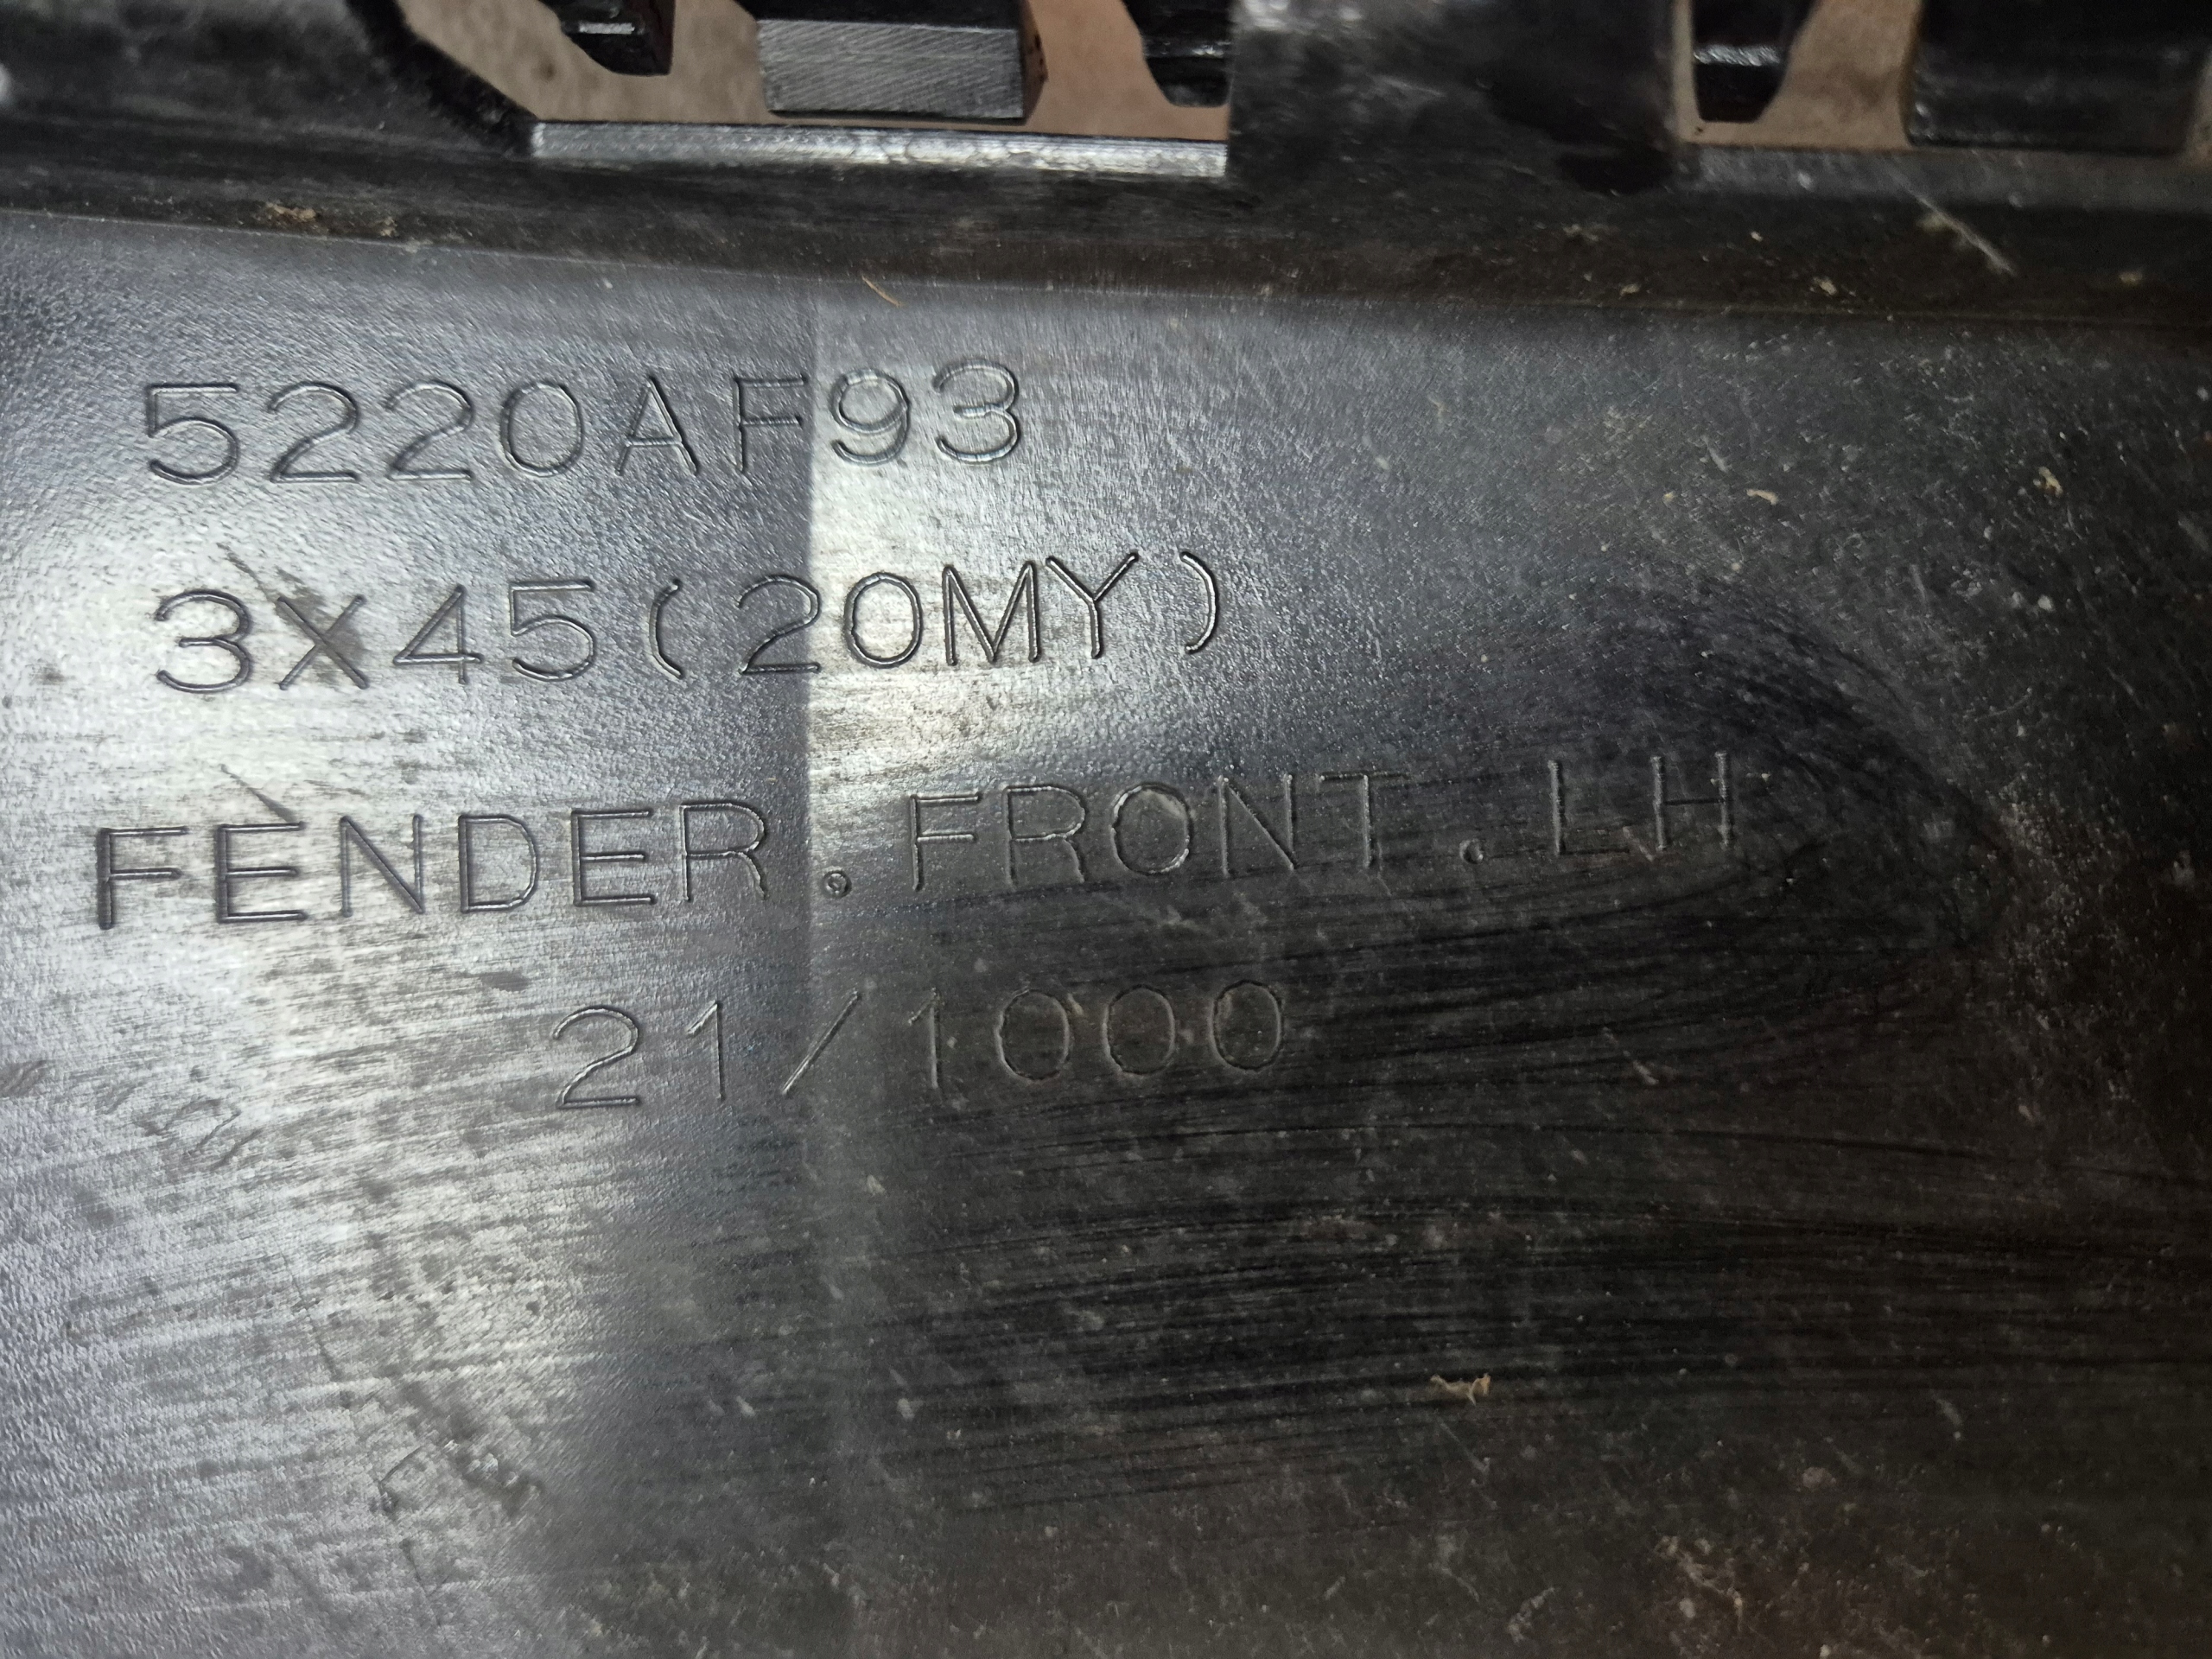 5220AF93
3X45(20MY)
FENDER.FRONT.LH
21/1000